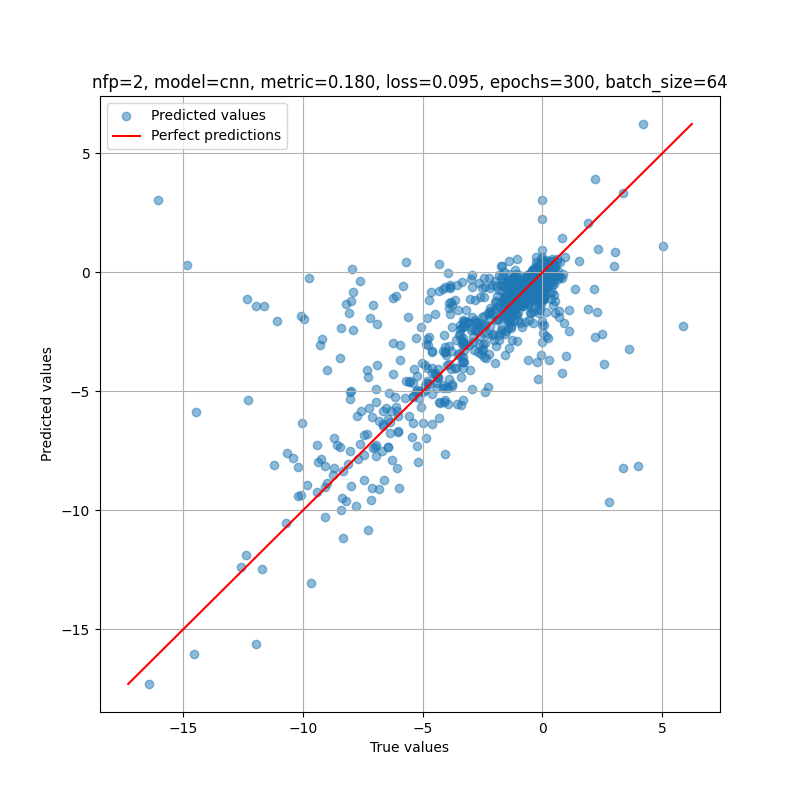 nfp=2, model=cnn, metric=0.180, loss=0.095, epochs=300, batch_size=64
Predicted values
Perfect predictions
5
0
−5
−10
−15
Predicted values
−15 −10 −5 0 5
True values